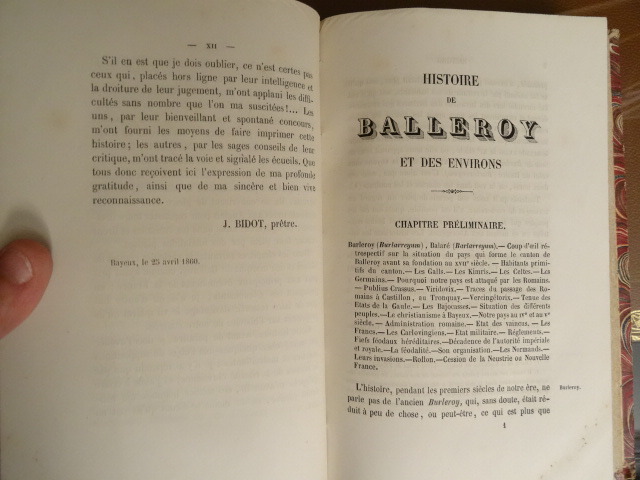 — XII —
S'il en est que je dois oublier, ce n'est certes pas
ceux qui, placés hors ligne par leur intelligence et
la droiture de leur jugement, m'ont applani les diffi-
cultés sans nombre que l'on ma suscitées!... Les
uns, par leur bienveillant et spontané concours,
m'ont fourni les moyens de faire imprimer cette
histoire; les autres, par les sages conseils de leur
critique, m'ont tracé la voie et signalé les écueils. Que
tous donc reçoivent ici l'expression de ma profonde
gratitude, ainsi que de ma sincère et bien vive
reconnaissance.
J. BIDOT, prêtre.
Bayeux, le 25 avril 1860.
HISTOIRE
DE
BALLEROY
ET DES ENVIRONS
CHAPITRE PRÉLIMINAIRE.
Barleroy (Burlarreyum), Balaré (Barlarreyum). — Coup d'œil ré-
trospectif sur la situation du pays qui forme le canton de
Balleroy avant sa fondation au XVIIe siècle. — Habitants primi-
tifs du canton. — Les Galls. — Les Kimris. — Les Celtes. — Les
Germains. — Pourquoi notre pays est attaqué par les Romains.
— Publius Crassus. — Viridovix. — Traces du passage des Ro-
mains à Castillon, au Tronquay. — Vercingétorix. — Tenue des
Etats de la Gaule. — Les Bajocasses. — Situation des différents
peuples. — Le christianisme à Bayeux. — Notre pays au IVe et au Ve
siècle. — Administration romaine. — Etat des vaincus. — Les
Francs. — Les Carlovingiens. — Etat militaire. — Réglements. —
Fiefs féodaux héréditaires. — Décadence de l'autorité impériale
et royale. — La féodalité. — Son organisation. — Les Normands. —
Leurs invasions. — Rollon. — Cession de la Neustrie ou Nouvelle
France.
L'histoire, pendant les premiers siècles de notre ère, ne
parle pas de l'ancien Burleroy, qui, sans doute, était ré-
duit à peu de chose, ou peut-être, ce qui est plus
Burleroy.
1